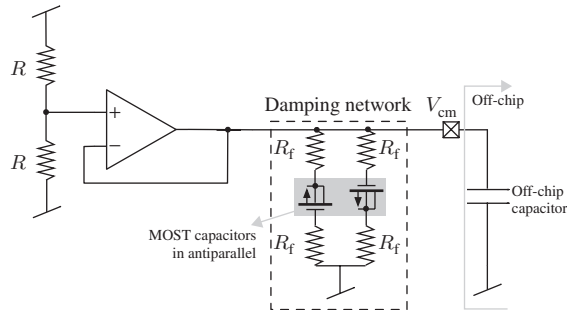 R
R
+
−
Damping network
R_f
R_f
R_f
R_f
MOST capacitors
in antiparallel
V_cm
Off-chip
Off-chip
capacitor